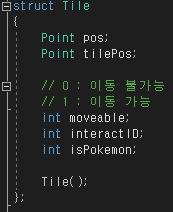 struct Tile
{
Point pos;
Point tilePos;
// 0 : 이동 불가능
// 1 : 이동 가능
int moveable;
int interactID;
int isPokemon;
Tile();
};